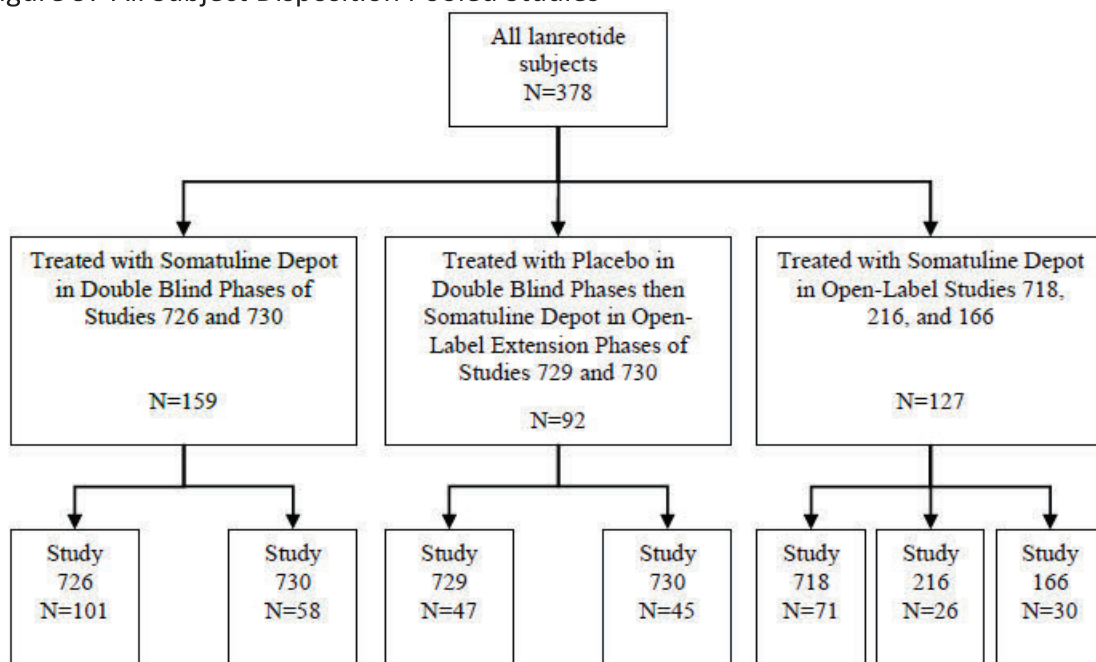 All lanreotide
subjects
N=378
Treated with Somatuline Depot
in Double Blind Phases of
Studies 726 and 730
N=159
Treated with Placebo in
Double Blind Phases then
Somatuline Depot in Open-
Label Extension Phases of
Studies 729 and 730
N=92
Treated with Somatuline Depot
in Open-Label Studies 718,
216, and 166
N=127
Study
726
N=101
Study
730
N=58
Study
729
N=47
Study
730
N=45
Study
718
N=71
Study
216
N=26
Study
166
N=30